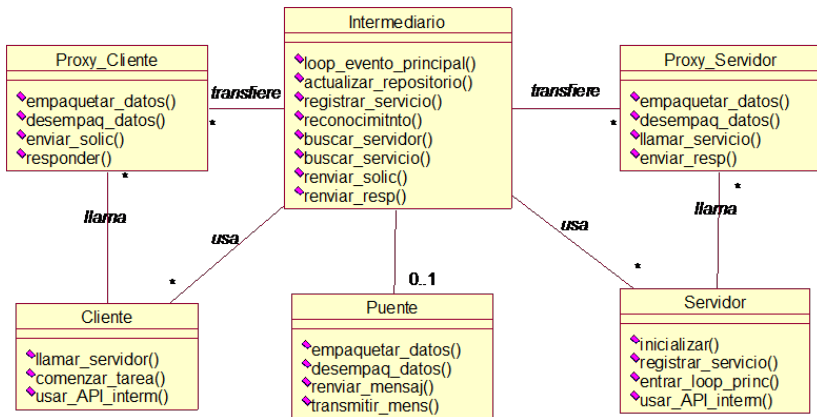 Intermediario
loop_evento_principal()
actualizar_repositorio()
registrar_servicio()
reconocimitnto()
buscar_servidor()
buscar_servicio()
renviar_solic()
renviar_resp()
Proxy_Cliente
empaquetar_datos()
desempaq_datos()
enviar_solic()
responder()
transfiere
*
transfiere
*
Proxy_Servidor
empaquetar_datos()
desempaq_datos()
llamar_servicio()
enviar_resp()
*
llama
usa
*
0..1
usa
*
*
llama
Cliente
llamar_servidor()
comenzar_tarea()
usar_API_interm()
Puente
empaquetar_datos()
desempaq_datos()
renviar_mensaj()
transmitir_mens()
Servidor
inicializar()
registrar_servicio()
entrar_loop_princ()
usar_API_interm()